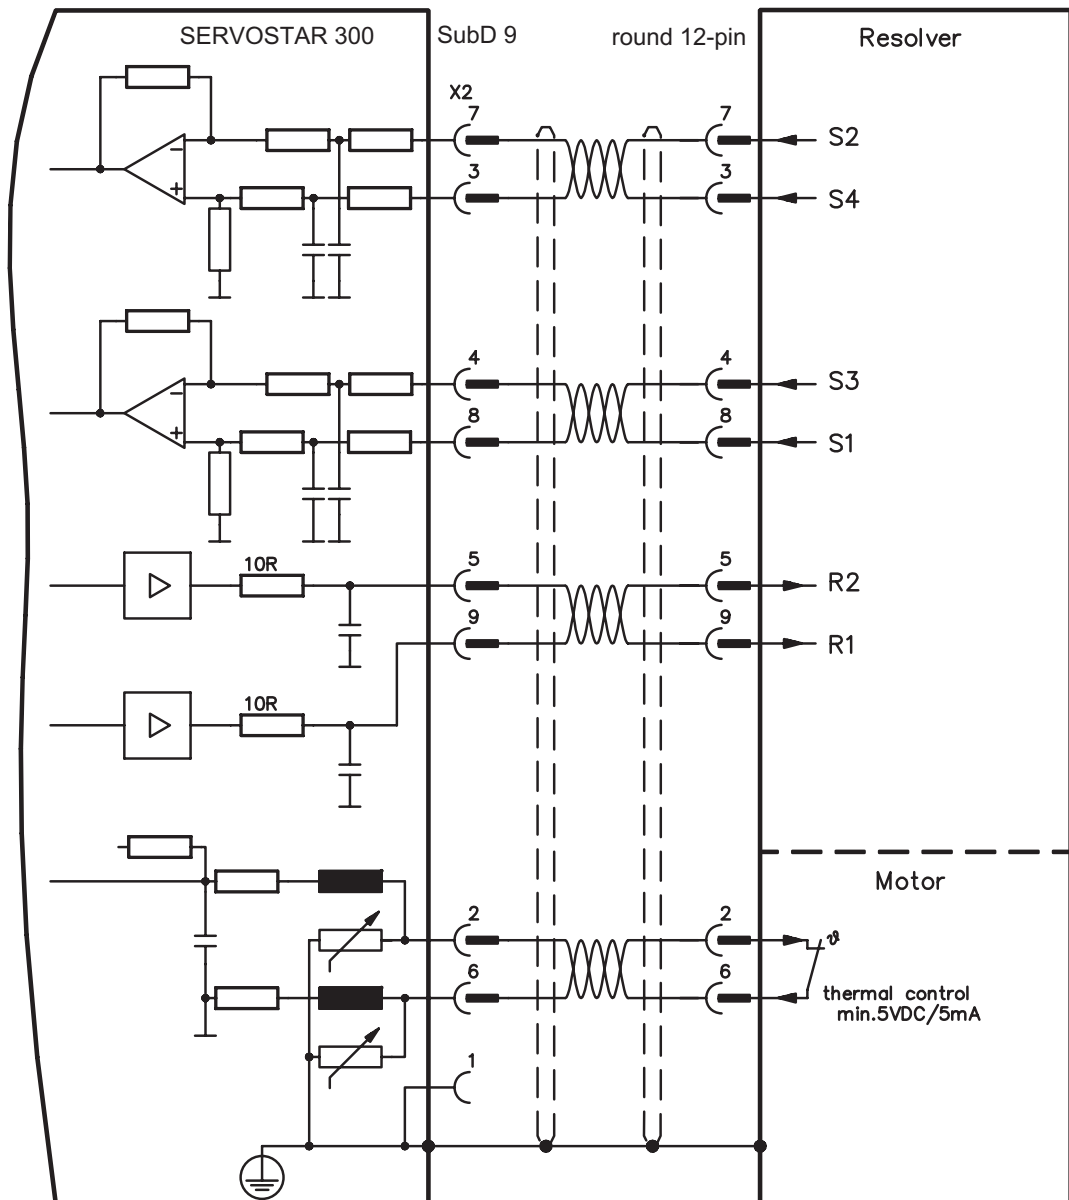 SERVOSTAR 300
SubD 9
round 12-pin
Resolver
X2
7
7
S2
3
3
S4
4
4
S3
8
8
S1
10R
5
5
R2
9
9
R1
10R
Motor
2
2
ϑ
6
6
thermal control
min.5VDC/5mA
1